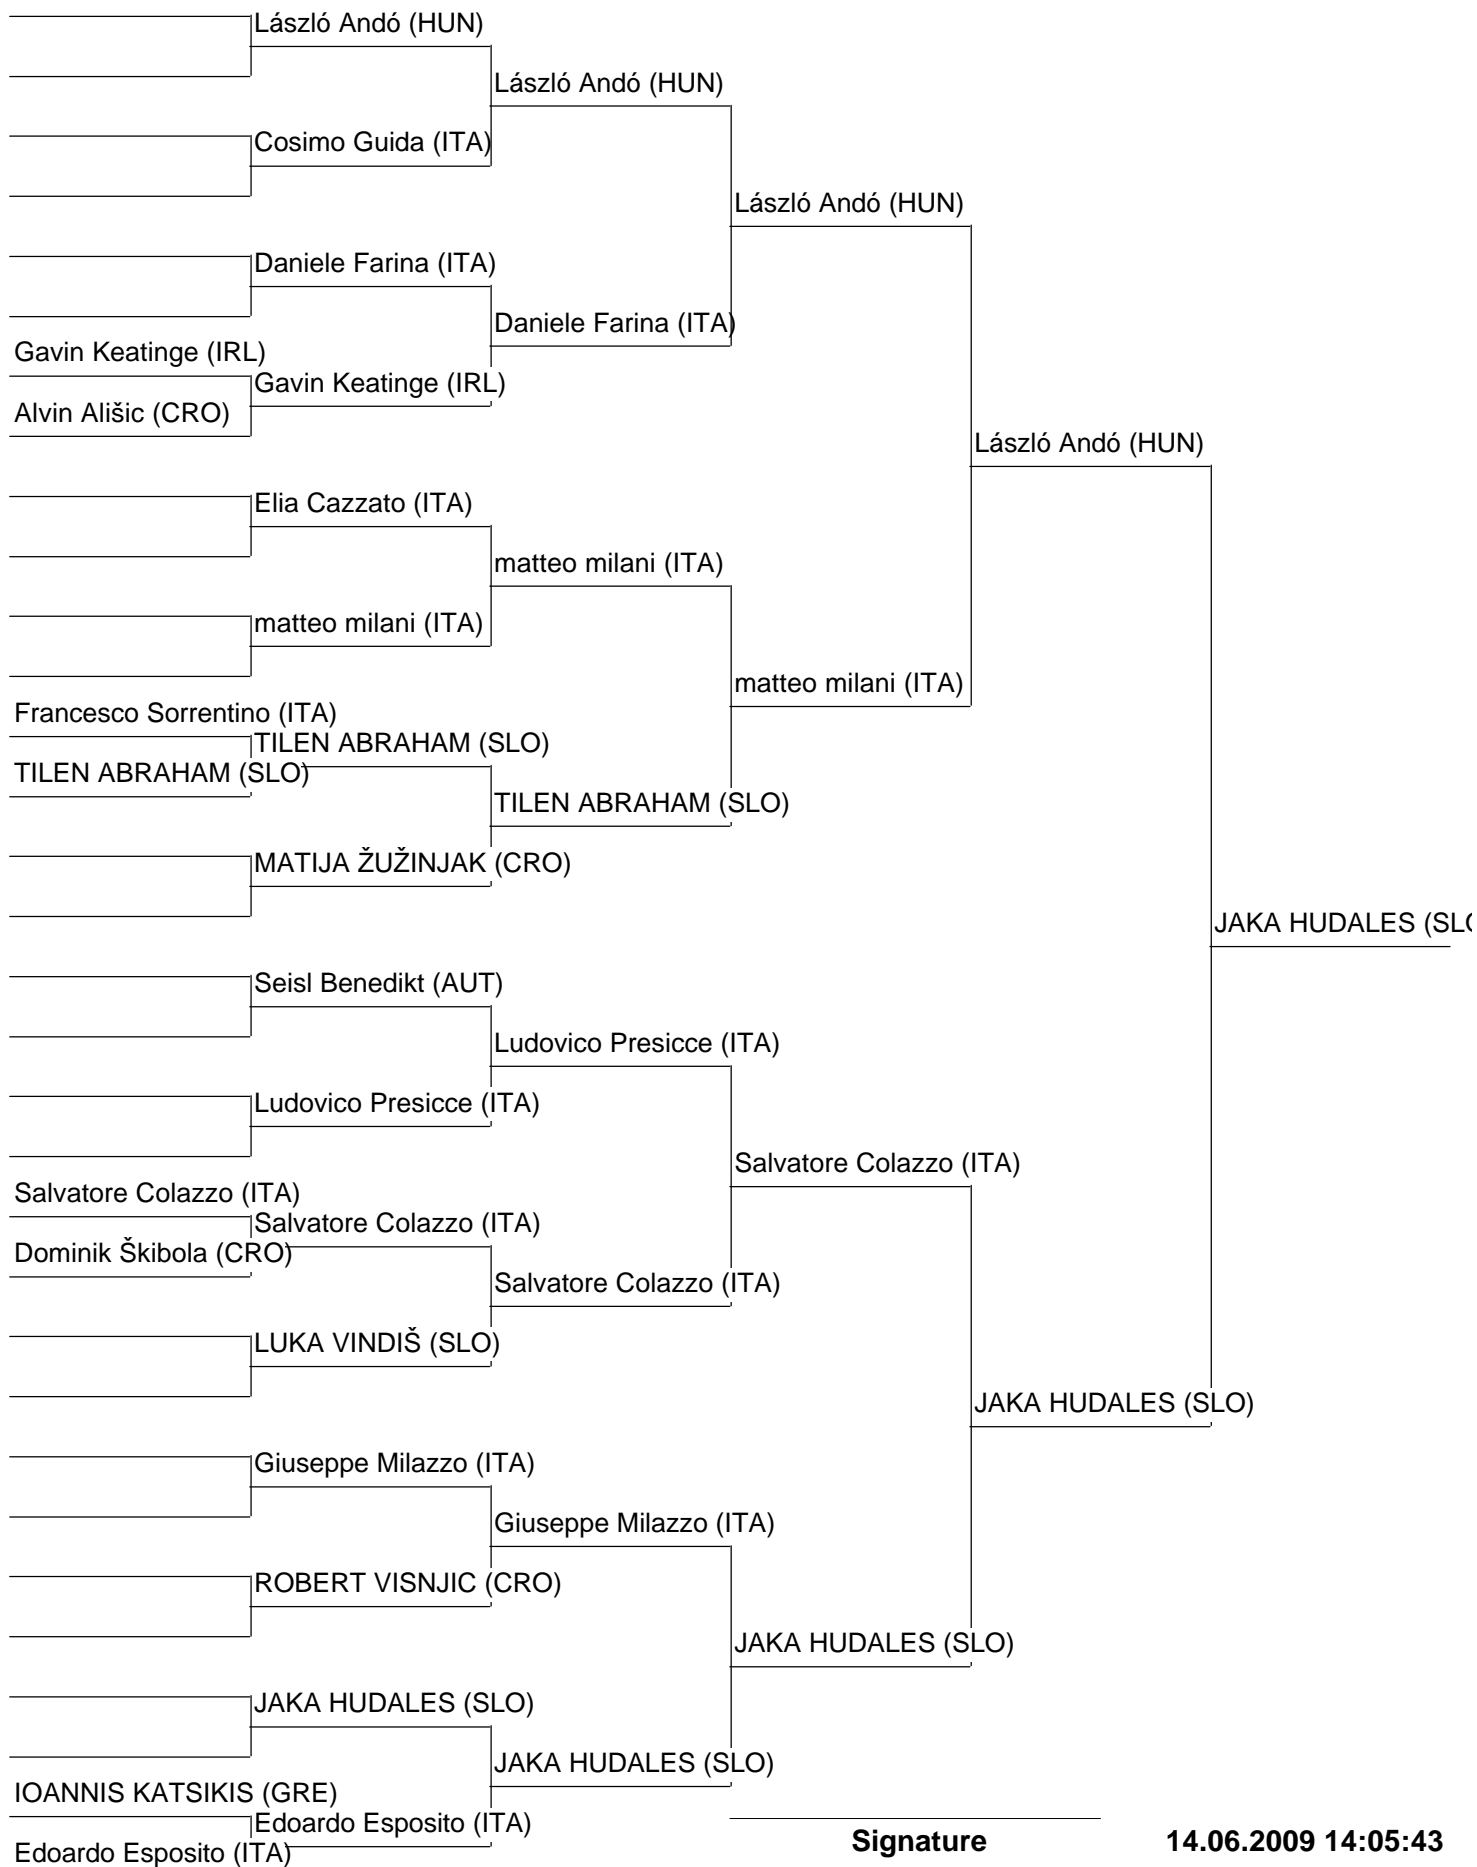 László Andó (HUN)
László Andó (HUN)
Cosimo Guida (ITA)
László Andó (HUN)
Daniele Farina (ITA)
Daniele Farina (ITA)
Gavin Keatinge (IRL)
Gavin Keatinge (IRL)
Alvin Ališic (CRO)
László Andó (HUN)
Elia Cazzato (ITA)
matteo milani (ITA)
matteo milani (ITA)
matteo milani (ITA)
Francesco Sorrentino (ITA)
TILEN ABRAHAM (SLO)
TILEN ABRAHAM (SLO)
TILEN ABRAHAM (SLO)
MATIJA ŽUŽINJAK (CRO)
JAKA HUDALES (SLO
Seisl Benedikt (AUT)
Ludovico Presicce (ITA)
Ludovico Presicce (ITA)
Salvatore Colazzo (ITA)
Salvatore Colazzo (ITA)
Salvatore Colazzo (ITA)
Dominik Škibola (CRO)
Salvatore Colazzo (ITA)
LUKA VINDIŠ (SLO)
JAKA HUDALES (SLO)
Giuseppe Milazzo (ITA)
Giuseppe Milazzo (ITA)
ROBERT VISNJIC (CRO)
JAKA HUDALES (SLO)
JAKA HUDALES (SLO)
JAKA HUDALES (SLO)
IOANNIS KATSIKIS (GRE)
Edoardo Esposito (ITA)
Edoardo Esposito (ITA)
Signature 14.06.2009 14:05:43